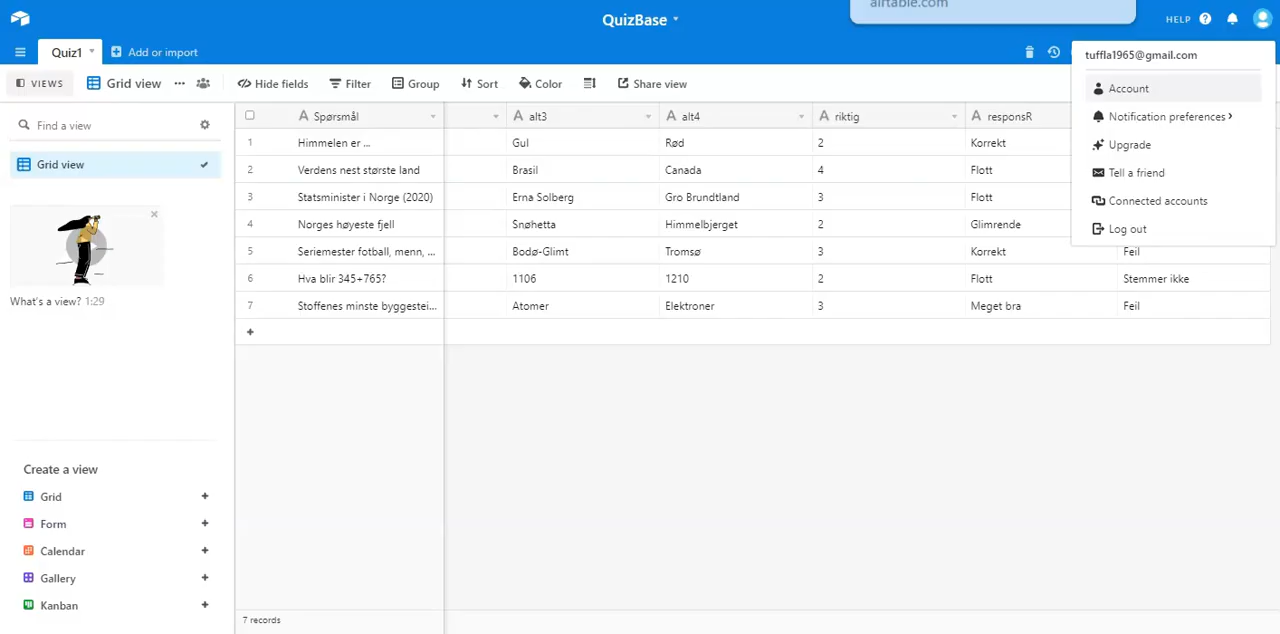 airtable.com
QuizBase
HELP
Quiz1
Add or import
tuffla1965@gmail.com
VIEWS
Grid view
Hide fields
Filter
Group
Sort
Color
Share view
Account
Notification preferences
Upgrade
Tell a friend
Connected accounts
Log out
Find a view
Grid view
What's a view? 1:29
Spørsmål alt3 alt4 riktig responsR
1 Himmelen er ... Gul Rød 2 Korrekt
2 Verdens nest største land Brasil Canada 4 Flott
3 Statsminister i Norge (2020) Erna Solberg Gro Brundtland 3 Flott
4 Norges høyeste fjell Snøhetta Himmelbjerget 2 Glimrende
5 Seriemester fotball, menn, ... Bodø-Glimt Tromsø 3 Korrekt Feil
6 Hva blir 345+765? 1106 1210 2 Flott Stemmer ikke
7 Stoffenes minste byggestei... Atomer Elektroner 3 Meget bra Feil
Create a view
Grid
Form
Calendar
Gallery
Kanban
7 records